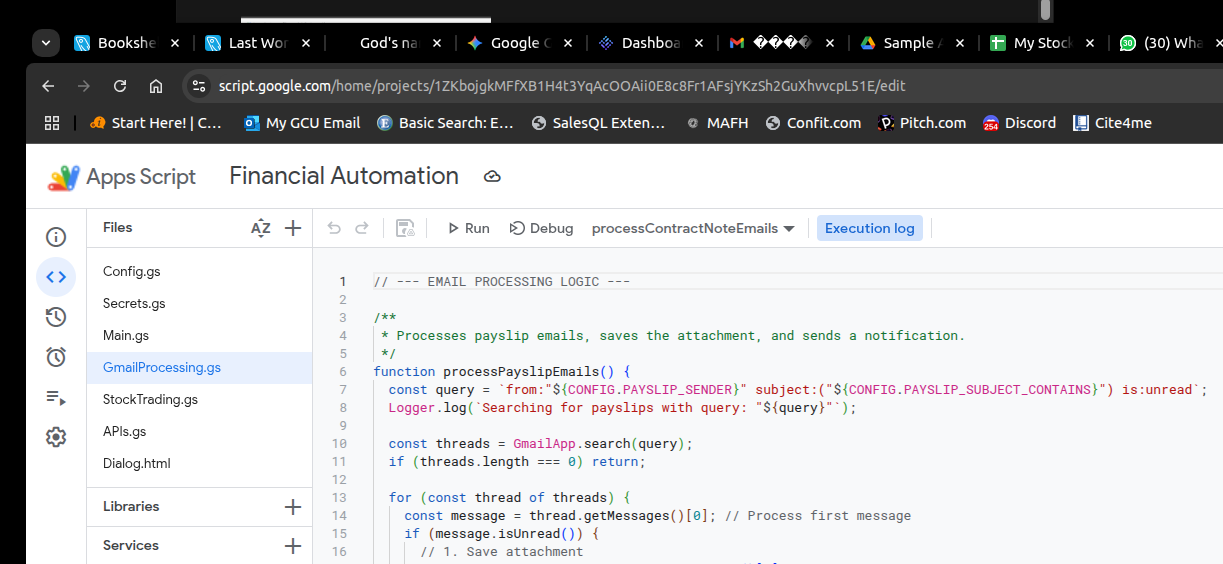 Bookshe
Last Wor
God's na
Google C
Dashboa
����
Sample A
My Stock
(30) Wha
script.google.com/home/projects/1ZKbojgkMFfXB1H4t3YqAcOOAii0E8c8Fr1AFsjYKzSh2GuXhvvcpL51E/edit
Start Here! | C...
My GCU Email
Basic Search: E...
SalesQL Exten...
MAFH
Confit.com
Pitch.com
254
Discord
Cite4me
Apps Script
Financial Automation
Files
AZ
Run
Debug
processContractNoteEmails
Execution log
Config.gs
Secrets.gs
Main.gs
GmailProcessing.gs
StockTrading.gs
APIs.gs
Dialog.html
Libraries
Services
1 // --- EMAIL PROCESSING LOGIC ---
2
3 /**
4 * Processes payslip emails, saves the attachment, and sends a notification.
5 */
6 function processPayslipEmails() {
7 const query = `from:"${CONFIG.PAYSLIP_SENDER}" subject:("${CONFIG.PAYSLIP_SUBJECT_CONTAINS}") is:unread`;
8 Logger.log(`Searching for payslips with query: "${query}"`);
9
10 const threads = GmailApp.search(query);
11 if (threads.length === 0) return;
12
13 for (const thread of threads) {
14 const message = thread.getMessages()[0]; // Process first message
15 if (message.isUnread()) {
16 // 1. Save attachment